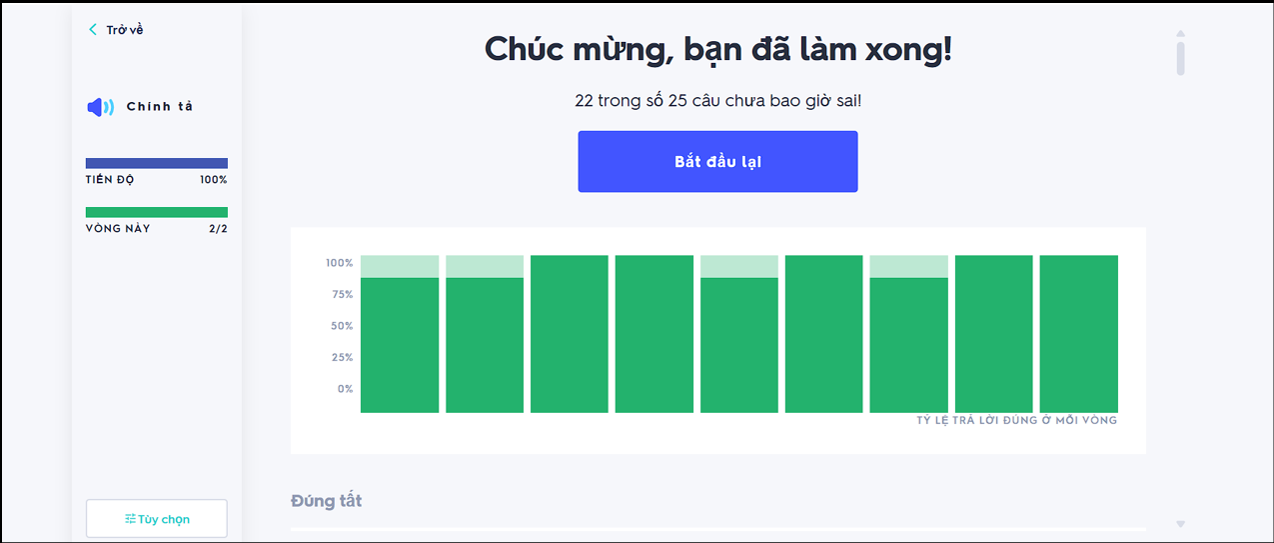 Trở về
Chính tả
TIẾN ĐỘ 100%
VÒNG NÀY 2/2
Tùy chọn
Chúc mừng, bạn đã làm xong!
22 trong số 25 câu chưa bao giờ sai!
Bắt đầu lại
100%
75%
50%
25%
0%
TỶ LỆ TRẢ LỜI ĐÚNG Ở MỖI VÒNG
Đúng tất